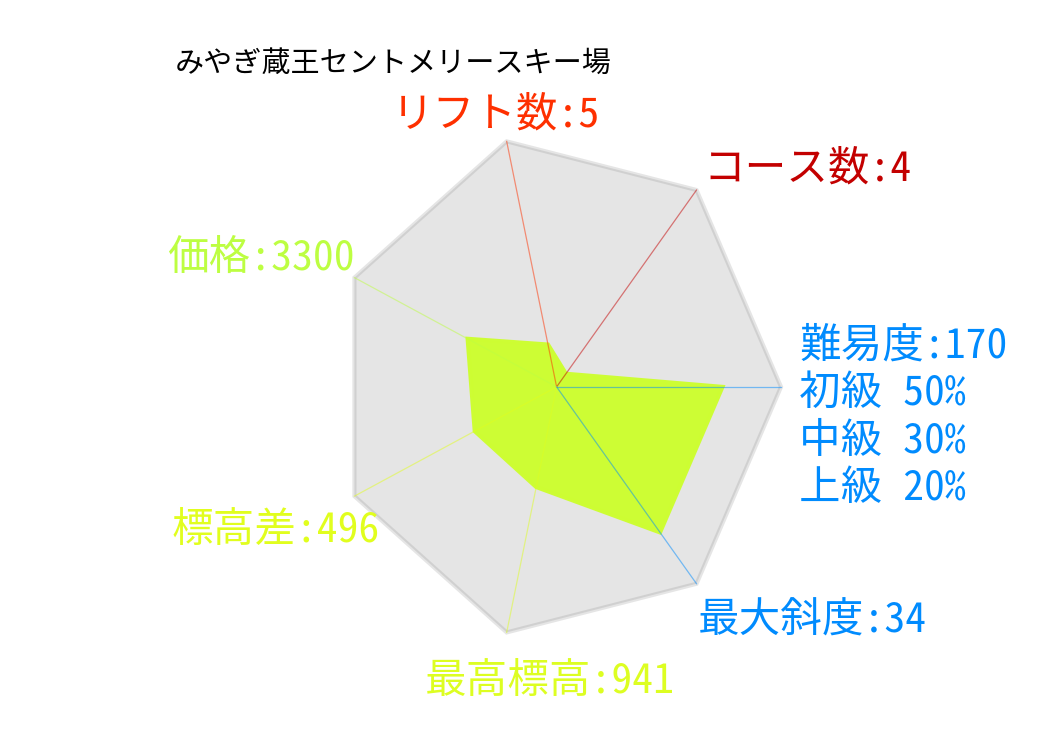 みやぎ蔵王セントメリースキー場
リフト数:5
コース数:4
価格:3300
難易度:170
初級 50%
中級 30%
上級 20%
標高差:496
最大斜度:34
最高標高:941